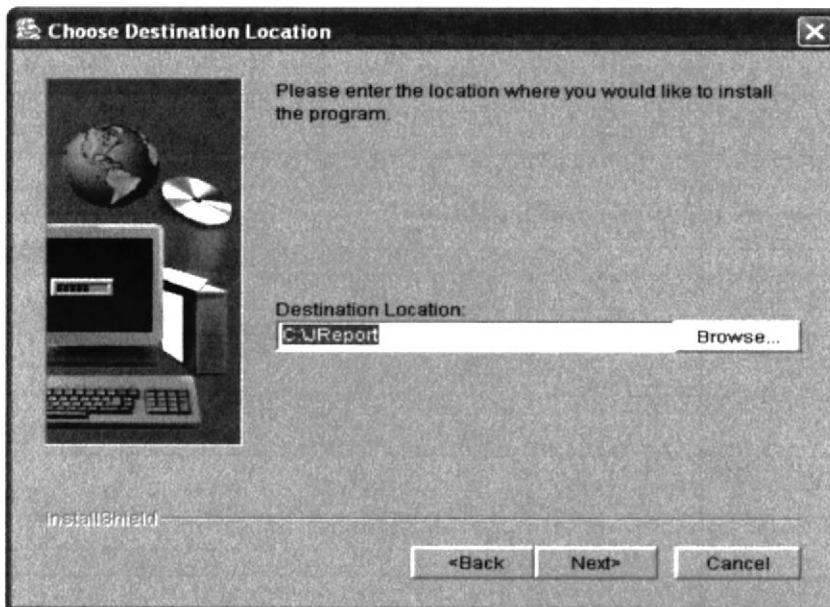 Choose Destination Location
Please enter the location where you would like to install
the program.
Destination Location:
C:\JReport
Browse...
InstallShield
<Back
Next>
Cancel